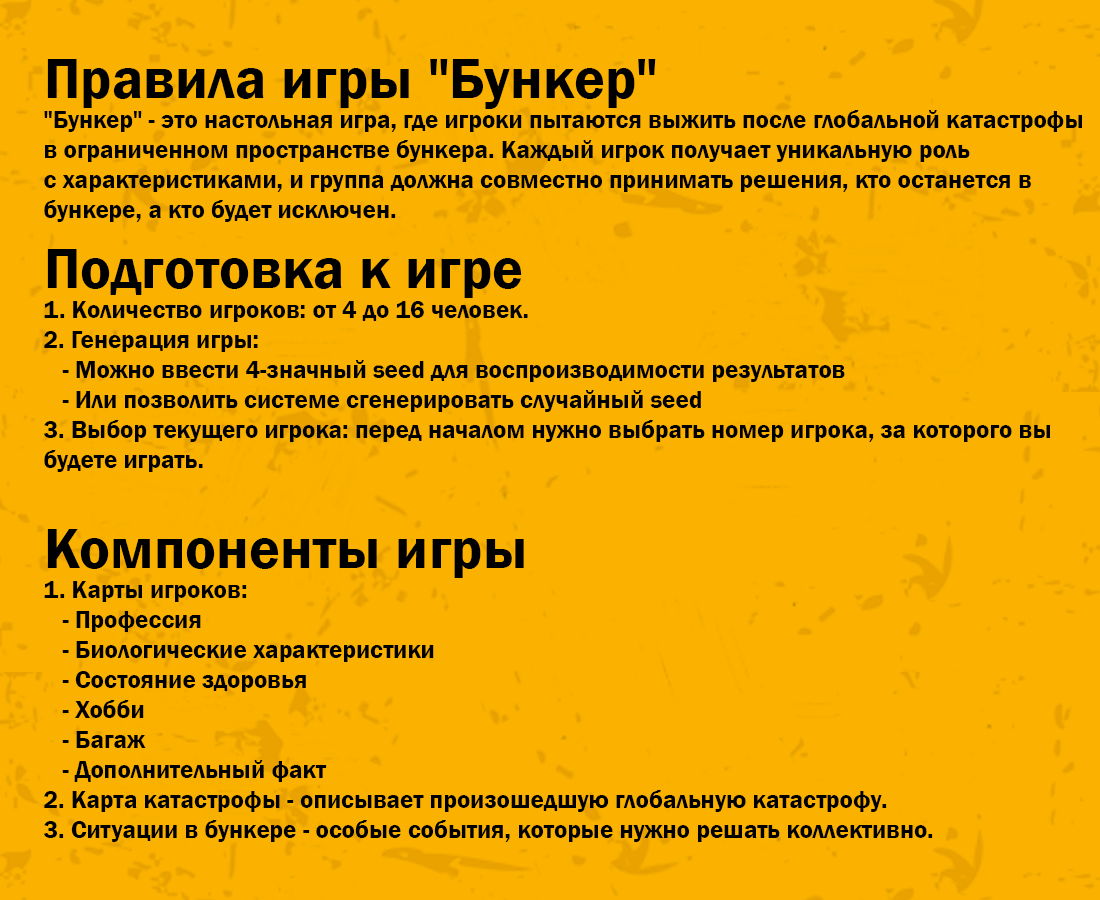 Правила игры "Бункер"
"Бункер" - это настольная игра, где игроки пытаются выжить после глобальной катастрофы
в ограниченном пространстве бункера. Каждый игрок получает уникальную роль
с характеристиками, и группа должна совместно принимать решения, кто останется в
бункере, а кто будет исключен.
Подготовка к игре
1. Количество игроков: от 4 до 16 человек.
2. Генерация игры:
- Можно ввести 4-значный seed для воспроизводимости результатов
- Или позволить системе сгенерировать случайный seed
3. Выбор текущего игрока: перед началом нужно выбрать номер игрока, за которого вы
будете играть.
Компоненты игры
1. Карты игроков:
- Профессия
- Биологические характеристики
- Состояние здоровья
- Хобби
- Багаж
- Дополнительный факт
2. Карта катастрофы - описывает произошедшую глобальную катастрофу.
3. Ситуации в бункере - особые события, которые нужно решать коллективно.